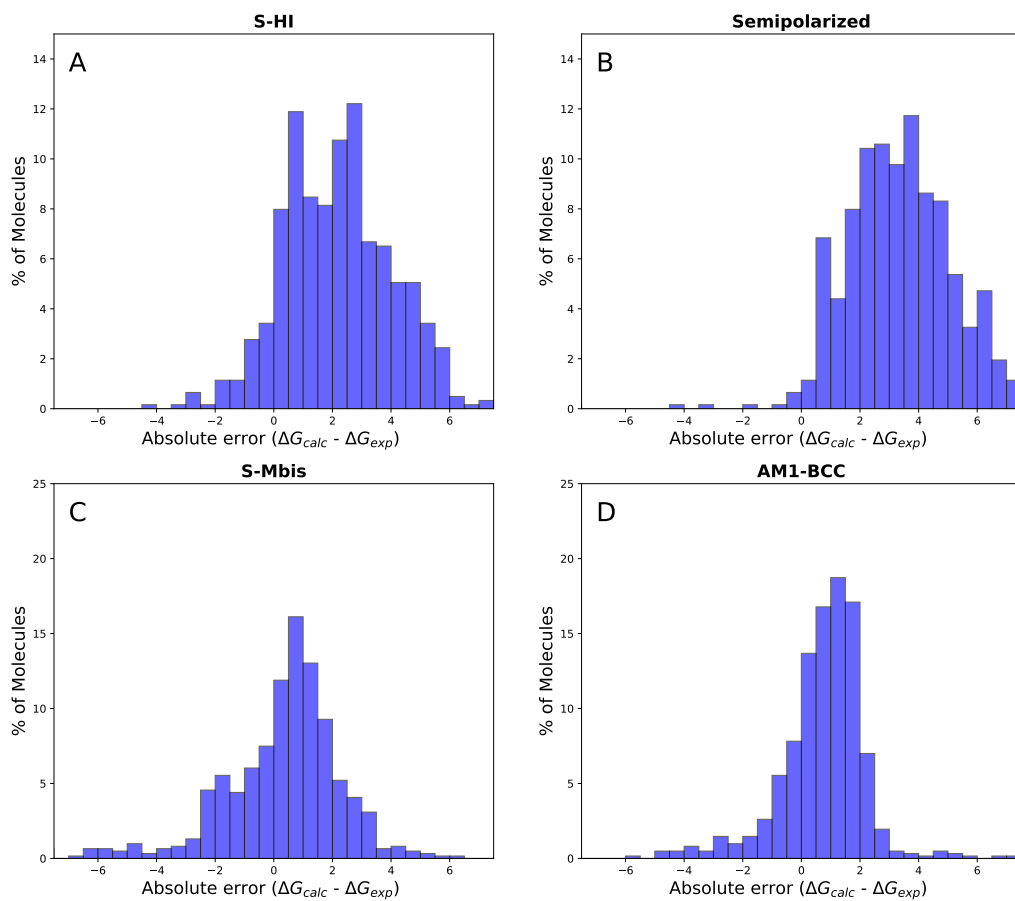 S-HI
A
14
12
10
8
6
4
2
0
% of Molecules
−6 −4 −2 0 2 4 6
Absolute error (ΔG_calc - ΔG_exp)
Semipolarized
B
14
12
10
8
6
4
2
0
% of Molecules
−6 −4 −2 0 2 4 6
Absolute error (ΔG_calc - ΔG_exp)
S-Mbis
C
25
20
15
10
5
0
% of Molecules
−6 −4 −2 0 2 4 6
Absolute error (ΔG_calc - ΔG_exp)
AM1-BCC
D
25
20
15
10
5
0
% of Molecules
−6 −4 −2 0 2 4 6
Absolute error (ΔG_calc - ΔG_exp)